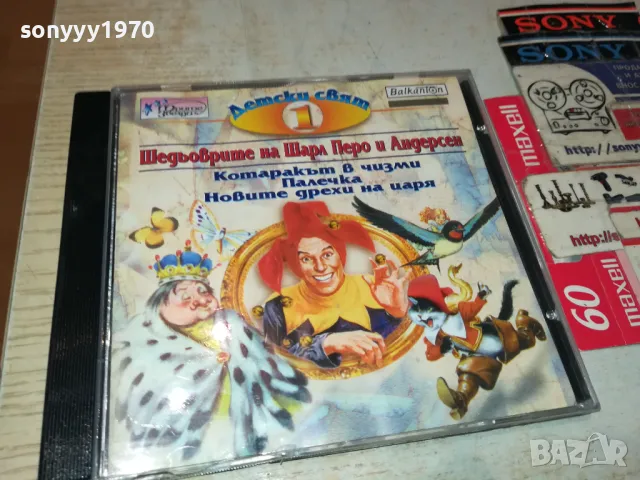 sonyyy1970
Детски свят
1
Balkanton
Шедьоврите на Шарл Перо и Андерсен
Котаракът в чизми
Палечка
Новите дрехи на царя
SONY
SONY
maxell
http://sony
http://s
maxell
60
BAZAR
bazar.bg